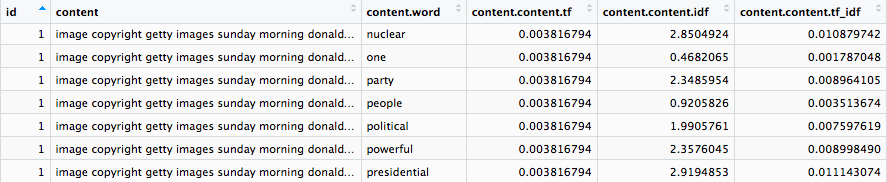 id content content.word content.content.tf content.content.idf content.content.tf_idf
1 image copyright getty images sunday morning donald... nuclear 0.003816794 2.8504924 0.010879742
1 image copyright getty images sunday morning donald... one 0.003816794 0.4682065 0.001787048
1 image copyright getty images sunday morning donald... party 0.003816794 2.3485954 0.008964105
1 image copyright getty images sunday morning donald... people 0.003816794 0.9205826 0.003513674
1 image copyright getty images sunday morning donald... political 0.003816794 1.9905761 0.007597619
1 image copyright getty images sunday morning donald... powerful 0.003816794 2.3576045 0.008998490
1 image copyright getty images sunday morning donald... presidential 0.003816794 2.9194853 0.011143074